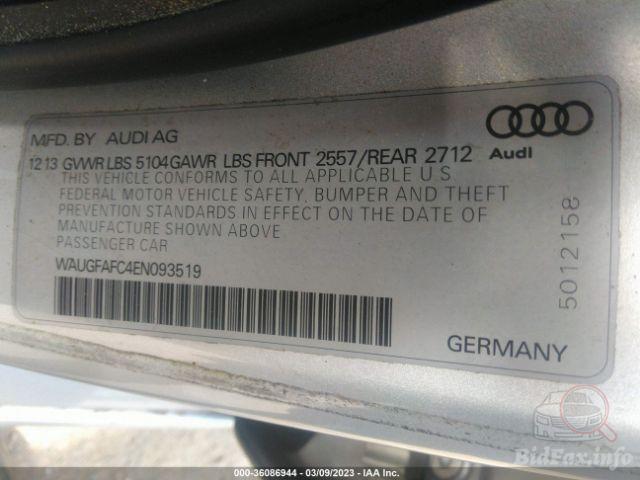 MFD. BY AUDI AG
12 13 GVWR LBS 5104 GAWR LBS FRONT 2557/REAR 2712
THIS VEHICLE CONFORMS TO ALL APPLICABLE U S
FEDERAL MOTOR VEHICLE SAFETY, BUMPER AND THEFT
PREVENTION STANDARDS IN EFFECT ON THE DATE OF
MANUFACTURE SHOWN ABOVE
PASSENGER CAR
WAUGFAFC4EN093519
Audi
5012158
GERMANY
BidFax.info
000-36086944 - 03/09/2023 - IAA Inc.